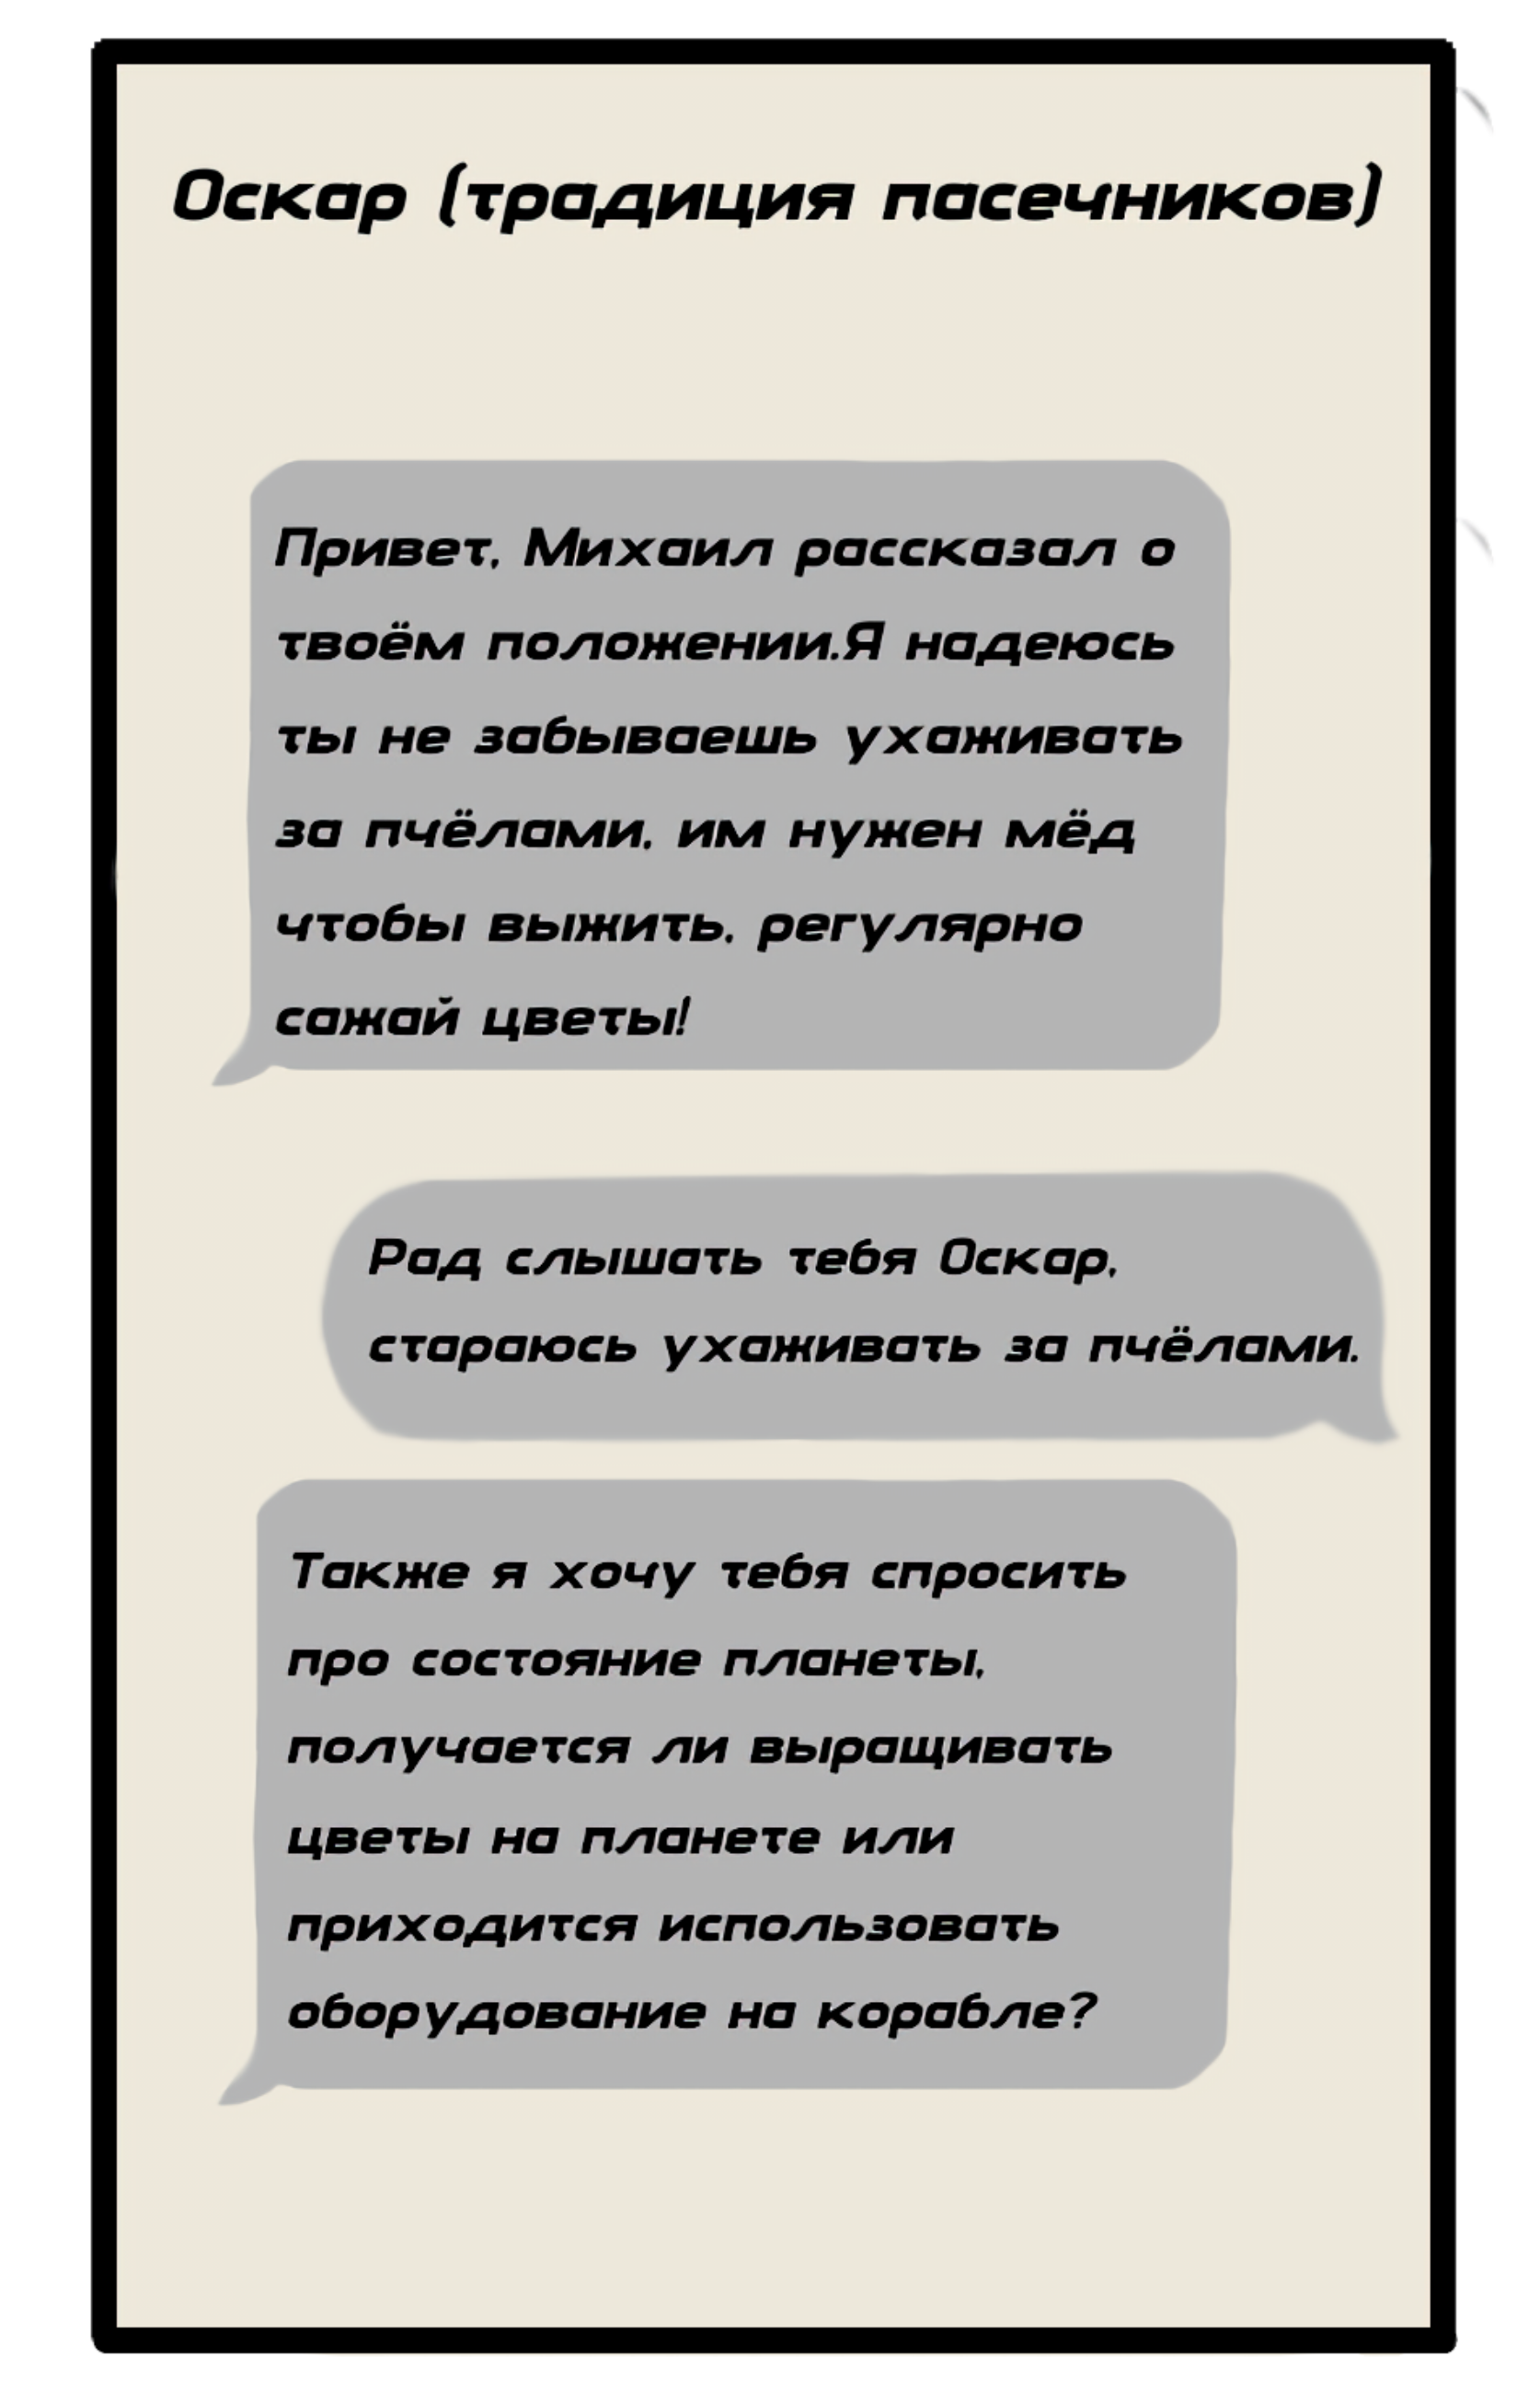 Оскар (традиция пасечников)
Привет, Михаил рассказал о
твоём положении.Я надеюсь
ты не забываешь ухаживать
за пчёлами, им нужен мёд
чтобы выжить, регулярно
сажай цветы!
Рад слышать тебя Оскар,
стараюсь ухаживать за пчёлами.
Также я хочу тебя спросить
про состояние планеты,
получается ли выращивать
цветы на планете или
приходится использовать
оборудование на корабле?